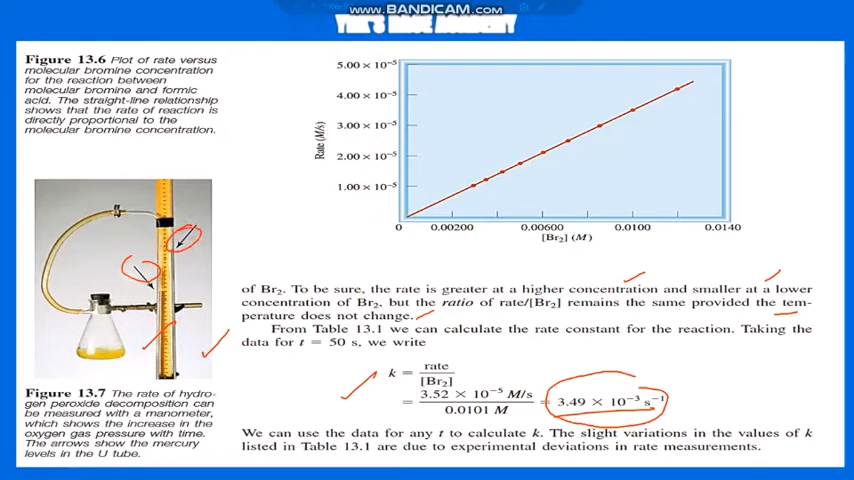 WWW.BANDICAM.COM
ACADEMY
Figure 13.6 Plot of rate versus
molecular bromine concentration
for the reaction between
molecular bromine and formic
acid. The straight-line relationship
shows that the rate of reaction is
directly proportional to the
molecular bromine concentration.
5.00 × 10⁻⁵
4.00 × 10⁻⁵
3.00 × 10⁻⁵
2.00 × 10⁻⁵
1.00 × 10⁻⁵
Rate (M/s)
0 0.00200 0.00600 0.0100 0.0140
[Br₂] (M)
of Br₂. To be sure, the rate is greater at a higher concentration and smaller at a lower
concentration of Br₂, but the ratio of rate/[Br₂] remains the same provided the tem-
perature does not change.
From Table 13.1 we can calculate the rate constant for the reaction. Taking the
data for t = 50 s, we write
k = rate
[Br₂]
= 3.52 × 10⁻⁵ M/s
0.0101 M
= 3.49 × 10⁻³ s⁻¹
We can use the data for any t to calculate k. The slight variations in the values of k
listed in Table 13.1 are due to experimental deviations in rate measurements.
Figure 13.7 The rate of hydro-
gen peroxide decomposition can
be measured with a manometer,
which shows the increase in the
oxygen gas pressure with time.
The arrows show the mercury
levels in the U tube.